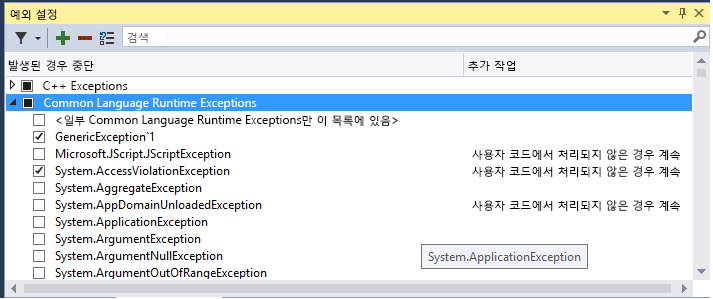 예외 설정
검색
발생된 경우 중단 추가 작업
C++ Exceptions
Common Language Runtime Exceptions
<일부 Common Language Runtime Exceptions만 이 목록에 있음>
GenericException`1
Microsoft.JScript.JScriptException 사용자 코드에서 처리되지 않은 경우 계속
System.AccessViolationException 사용자 코드에서 처리되지 않은 경우 계속
System.AggregateException
System.AppDomainUnloadedException 사용자 코드에서 처리되지 않은 경우 계속
System.ApplicationException
System.ArgumentException
System.ArgumentNullException
System.ApplicationException
System.ArgumentOutOfRangeException